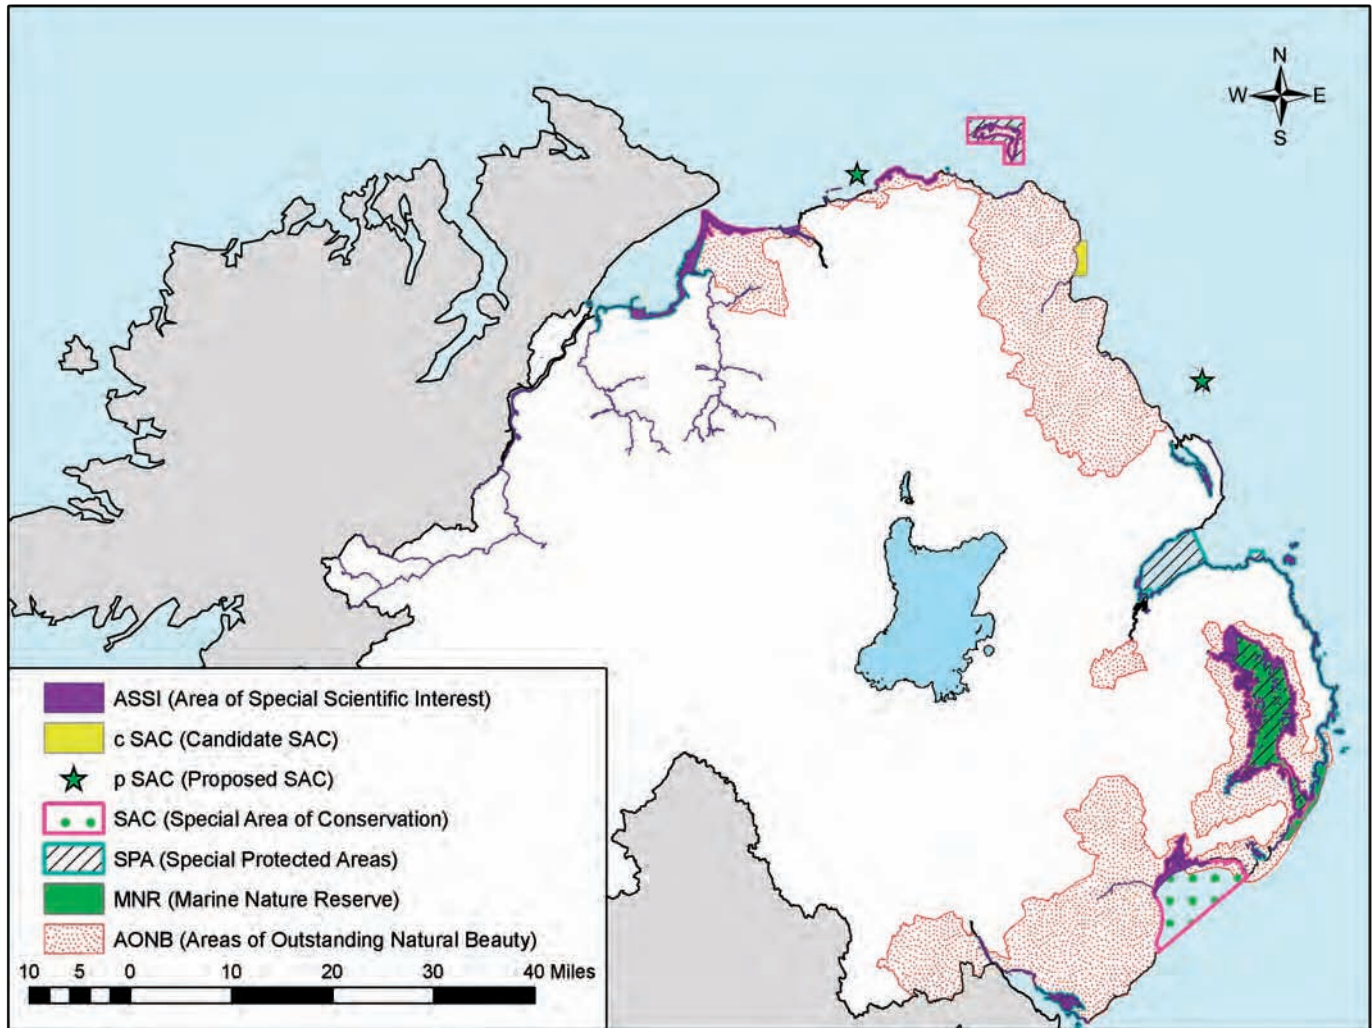 N
W E
S
ASSI (Area of Special Scientific Interest)
c SAC (Candidate SAC)
p SAC (Proposed SAC)
SAC (Special Area of Conservation)
SPA (Special Protected Areas)
MNR (Marine Nature Reserve)
AONB (Areas of Outstanding Natural Beauty)
10 5 0 10 20 30 40 Miles